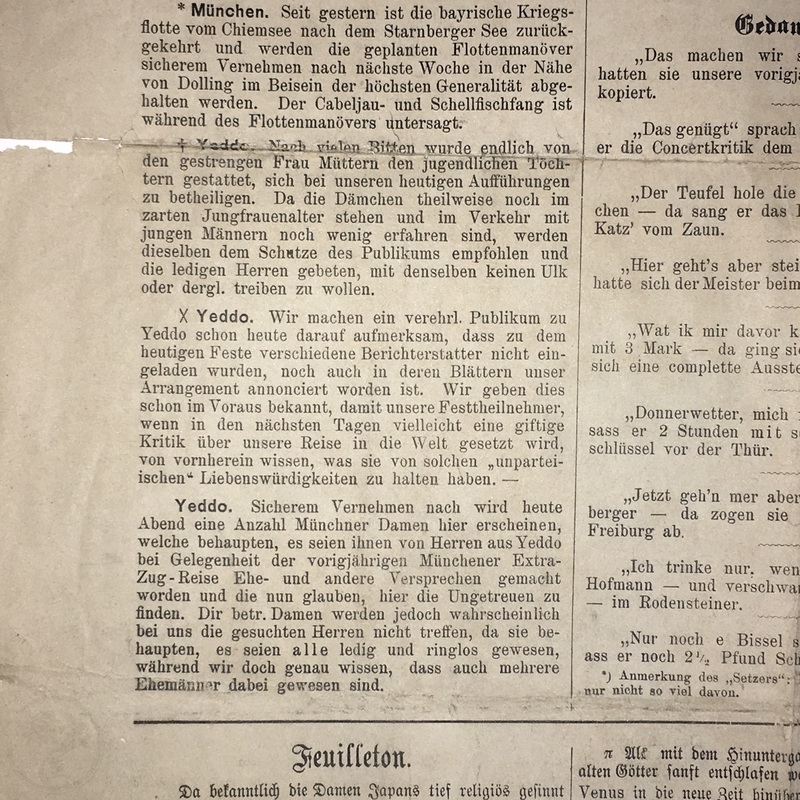 * München. Seit gestern ist die bayrische Kriegs-
flotte vom Chiemsee nach dem Starnberger See zurück-
gekehrt und werden die geplanten Flottenmanöver
sicherem Vernehmen nach nächste Woche in der Nähe
von Dolling im Beisein der höchsten Generalität abge-
halten werden. Der Cabeljau- und Schellfischfang ist
während des Flottenmanövers untersagt.
† Yeddo. Nach vielen Bitten wurde endlich von
den gestrengen Frau Müttern den jugendlichen Töch-
tern gestattet, sich bei unseren heutigen Aufführungen
zu betheiligen. Da die Dämchen theilweise noch im
zarten Jungfrauenalter stehen und im Verkehr mit
jungen Männern noch wenig erfahren sind, werden
dieselben dem Schutze des Publikums empfohlen und
die ledigen Herren gebeten, mit denselben keinen Ulk
oder dergl. treiben zu wollen.
X Yeddo. Wir machen ein verehrl. Publikum zu
Yeddo schon heute darauf aufmerksam, dass zu dem
heutigen Feste verschiedene Berichterstatter nicht ein-
geladen wurden, noch auch in deren Blättern unser
Arrangement annonciert worden ist. Wir geben dies
schon im Voraus bekannt, damit unsere Festtheilnehmer,
wenn in den nächsten Tagen vielleicht eine giftige
Kritik über unsere Reise in die Welt gesetzt wird,
von vornherein wissen, was sie von solchen „unpartei-
ischen“ Liebenswürdigkeiten zu halten haben. —
Yeddo. Sicherem Vernehmen nach wird heute
Abend eine Anzahl Münchner Damen hier erscheinen,
welche behaupten, es seien ihnen von Herren aus Yeddo
bei Gelegenheit der vorigjährigen Münchener Extra-
Zug-Reise Ehe- und andere Versprechen gemacht
worden und die nun glauben, hier die Ungetreuen zu
finden. Dir betr. Damen werden jedoch wahrscheinlich
bei uns die gesuchten Herren nicht treffen, da sie be-
haupten, es seien alle ledig und ringlos gewesen,
während wir doch genau wissen, dass auch mehrere
Ehemänner dabei gewesen sind.
Gedan
„Das machen wir s
hatten sie unsere vorigjä
kopiert.
„Das genügt“ sprach
er die Concertkritik dem
„Der Teufel hole die
chen — da sang er das
Katz’ vom Zaun.
„Hier geht’s aber stei
hatte sich der Meister beim
„Wat ik mir davor k
mit 3 Mark — da ging sie
sich eine complette Ausste
„Donnerwetter, mich
sass er 2 Stunden mit s
schlüssel vor der Thür.
„Jetzt geh’n mer aber
berger — da zogen sie
Freiburg ab.
„Ich trinke nur, wen
Hofmann — und verschwan
— im Rodensteiner.
„Nur noch e Bissel s
ass er noch 2½ Pfund Sch
*) Anmerkung des „Setzers“:
nur nicht so viel davon.
Feuilleton.
Da bekanntlich die Damen Japans tief religiös gesinnt
π Als mit dem Hinunterga
alten Götter sanft entschlafen
Venus in die neue Zeit hinüber